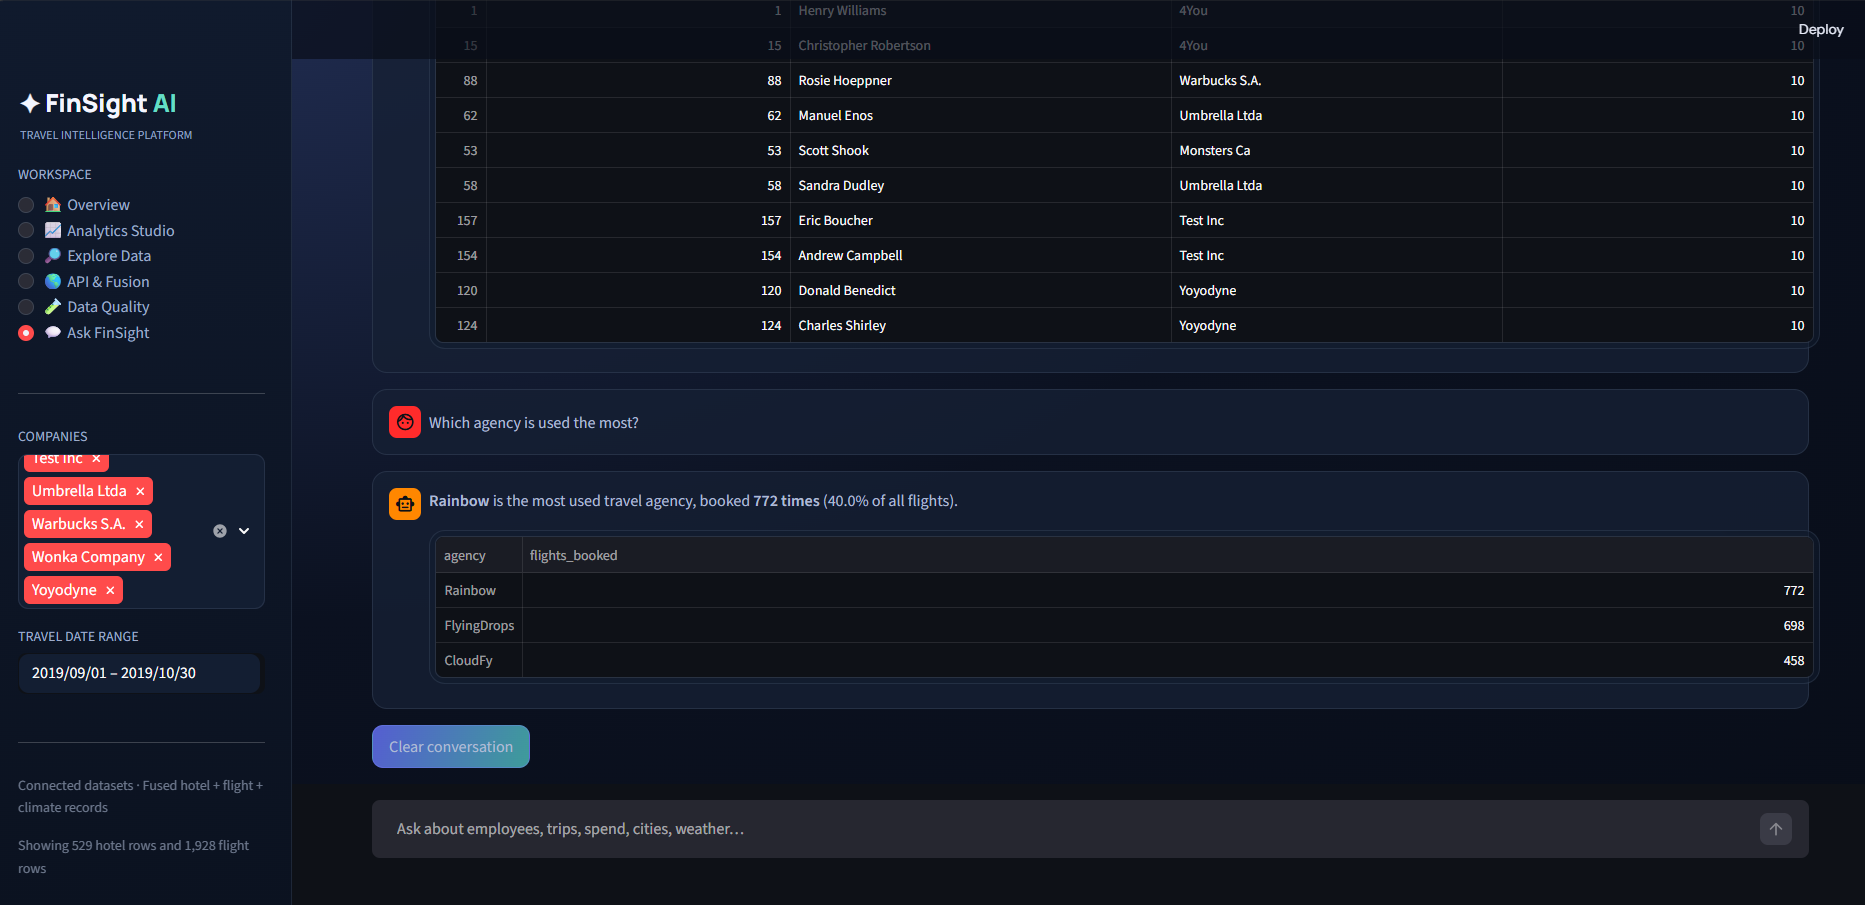 FinSight AI
TRAVEL INTELLIGENCE PLATFORM
WORKSPACE
Overview
Analytics Studio
Explore Data
API & Fusion
Data Quality
Ask FinSight
COMPANIES
Test Inc ×
Umbrella Ltda ×
Warbucks S.A. ×
Wonka Company ×
Yoyodyne ×
TRAVEL DATE RANGE
2019/09/01 – 2019/10/30
Connected datasets · Fused hotel + flight +
climate records
Showing 529 hotel rows and 1,928 flight
rows
Deploy
1 1 Henry Williams 4You 10
15 15 Christopher Robertson 4You 10
88 88 Rosie Hoeppner Warbucks S.A. 10
62 62 Manuel Enos Umbrella Ltda 10
53 53 Scott Shook Monsters Ca 10
58 58 Sandra Dudley Umbrella Ltda 10
157 157 Eric Boucher Test Inc 10
154 154 Andrew Campbell Test Inc 10
120 120 Donald Benedict Yoyodyne 10
124 124 Charles Shirley Yoyodyne 10
Which agency is used the most?
Rainbow is the most used travel agency, booked 772 times (40.0% of all flights).
agency flights_booked
Rainbow 772
FlyingDrops 698
CloudFy 458
Clear conversation
Ask about employees, trips, spend, cities, weather…